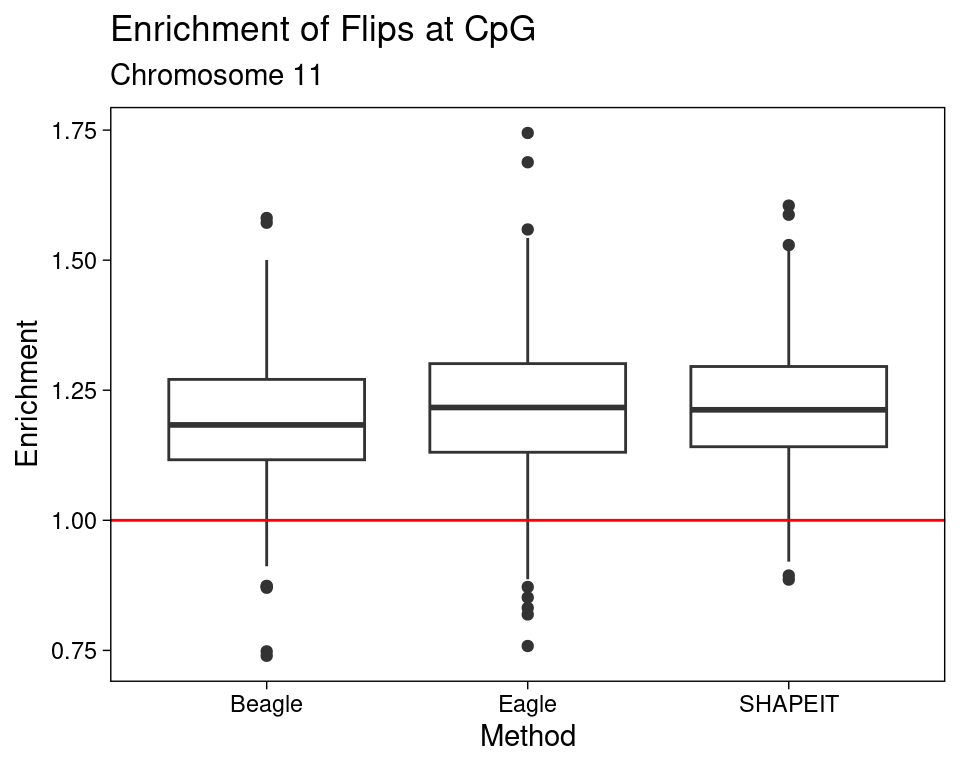 Enrichment of Flips at CpG
Chromosome 11
Enrichment
1.75
1.50
1.25
1.00
0.75
Beagle Eagle SHAPEIT
Method